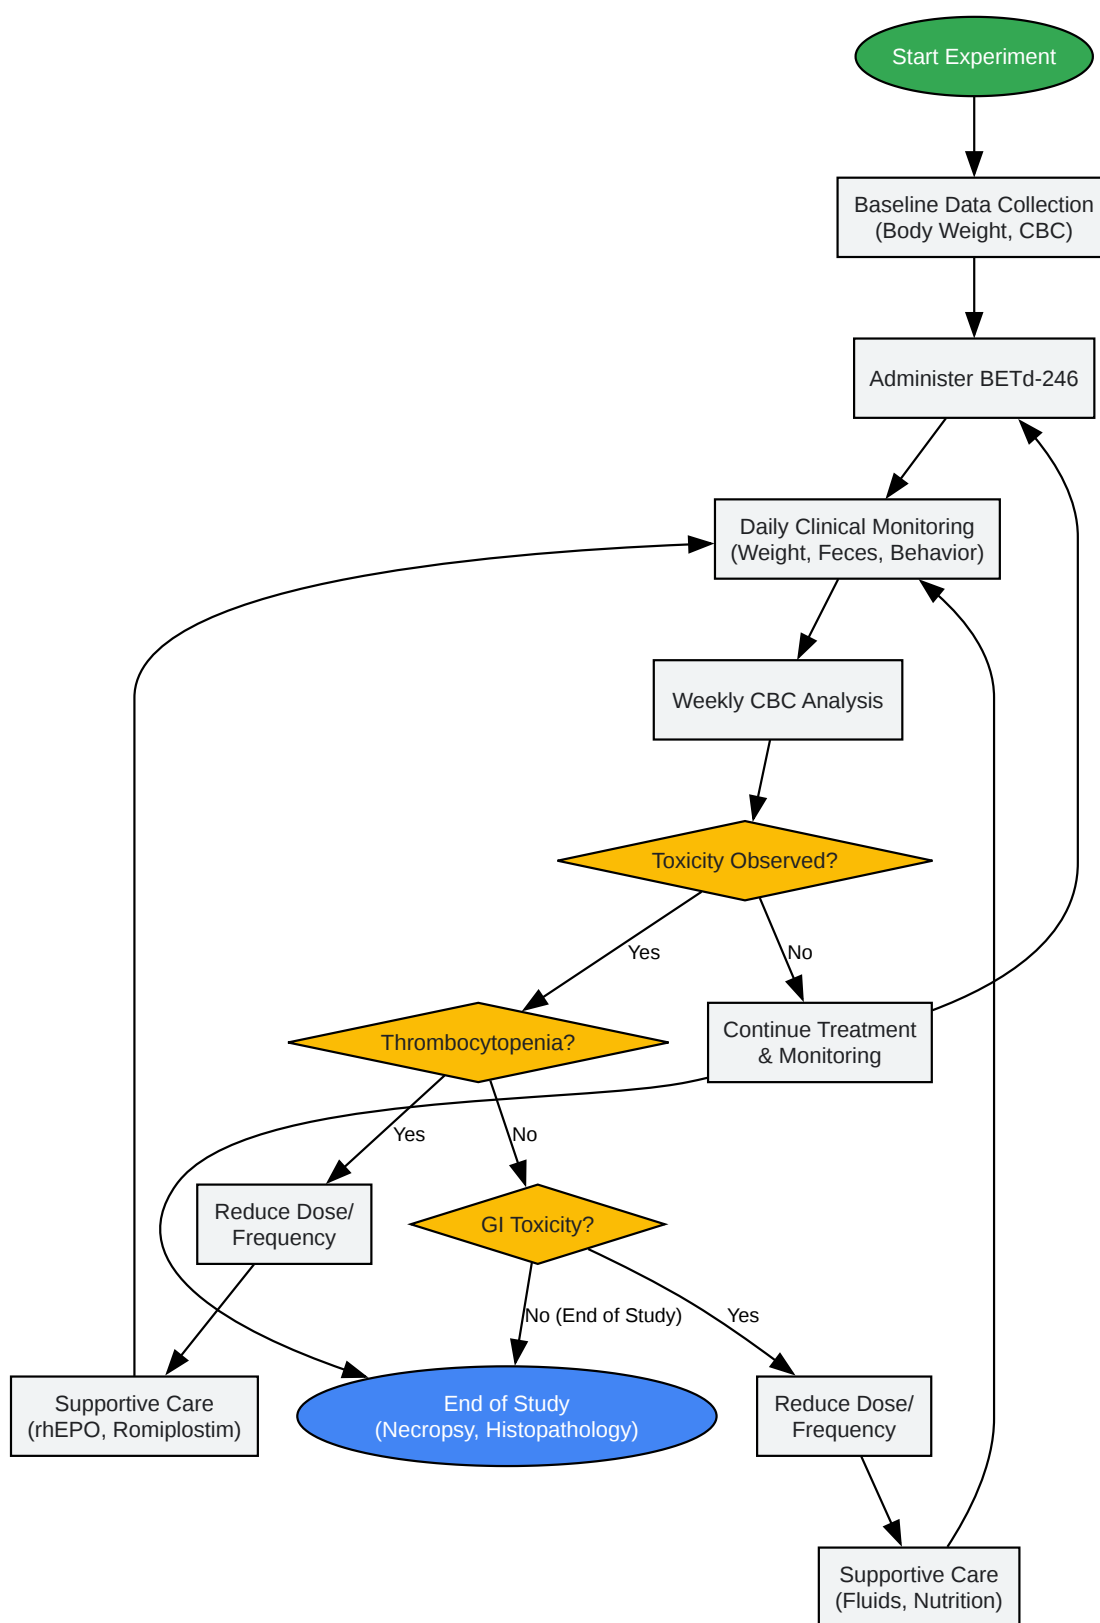 Start Experiment
Baseline Data Collection
(Body Weight, CBC)
Administer BETd-246
Daily Clinical Monitoring
(Weight, Feces, Behavior)
Weekly CBC Analysis
Toxicity Observed?
Yes
No
Thrombocytopenia?
Continue Treatment
& Monitoring
Yes
No
Reduce Dose/
Frequency
GI Toxicity?
No (End of Study)
Yes
Supportive Care
(rhEPO, Romiplostim)
End of Study
(Necropsy, Histopathology)
Reduce Dose/
Frequency
Supportive Care
(Fluids, Nutrition)